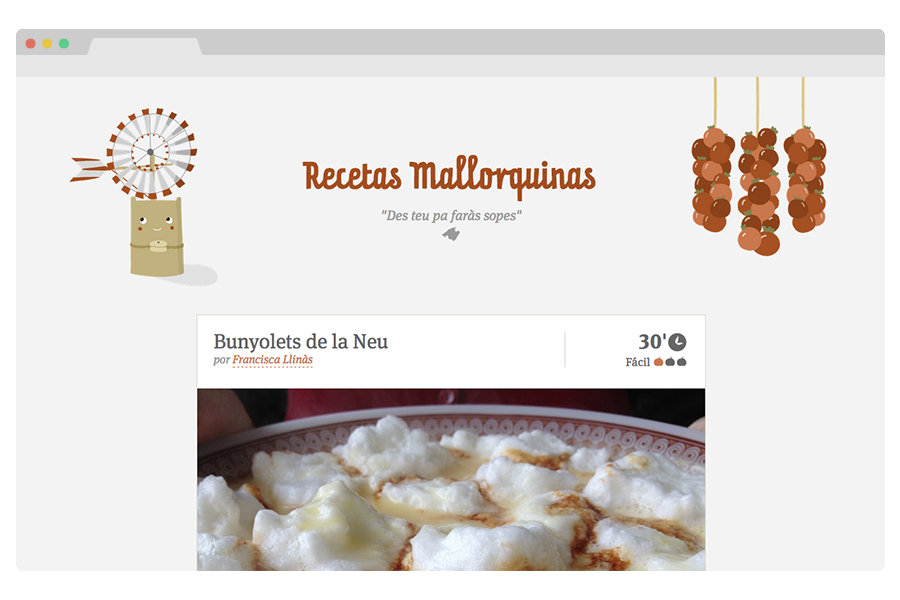 Recetas Mallorquinas
"Des teu pa faràs sopes"
Bunyolets de la Neu
por Francisca Llinàs
30'
Fácil